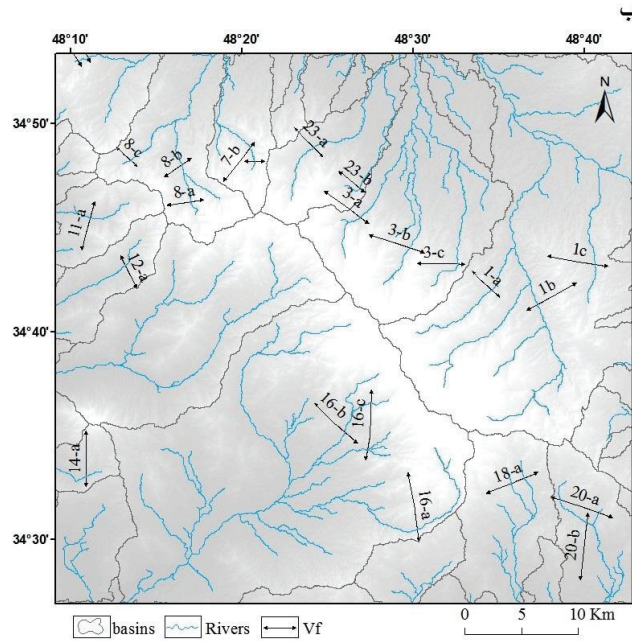 ب
48°10' 48°20' 48°30' 48°40'
N
34°50'
34°40'
34°30'
8-c
8-b
8-a
7-b
23-a
23-b
3-a
3-b
3-c
11-a
12-a
1-a
1b
1c
16-b
16-c
16-a
14-a
18-a
20-a
20-b
basins Rivers Vf
0 5 10 Km